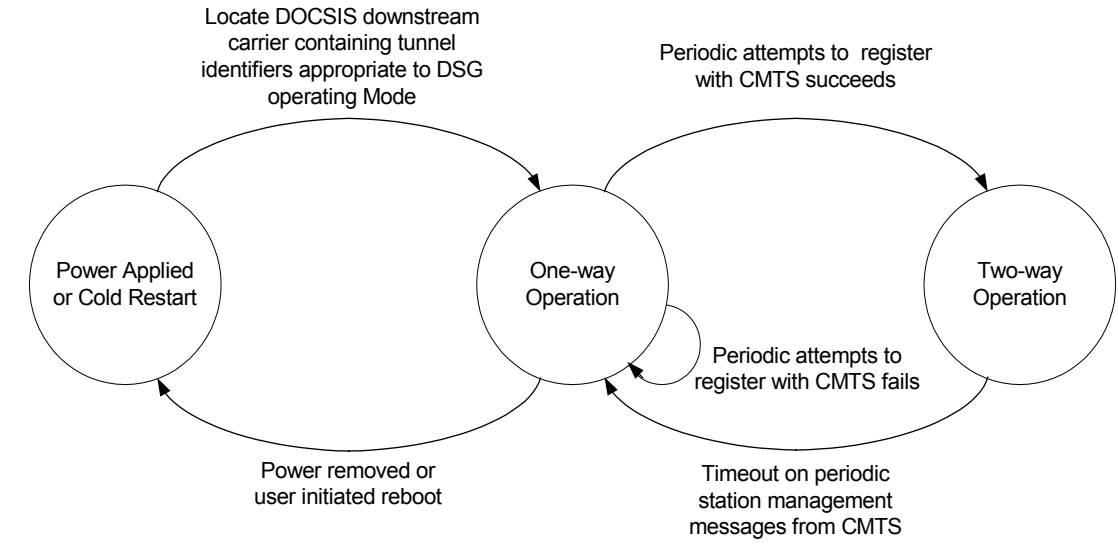 Locate DOCSIS downstream
carrier containing tunnel
identifiers appropriate to DSG
operating Mode
Periodic attempts to register
with CMTS succeeds
Power Applied
or Cold Restart
One-way
Operation
Two-way
Operation
Periodic attempts to
register with CMTS fails
Power removed or
user initiated reboot
Timeout on periodic
station management
messages from CMTS